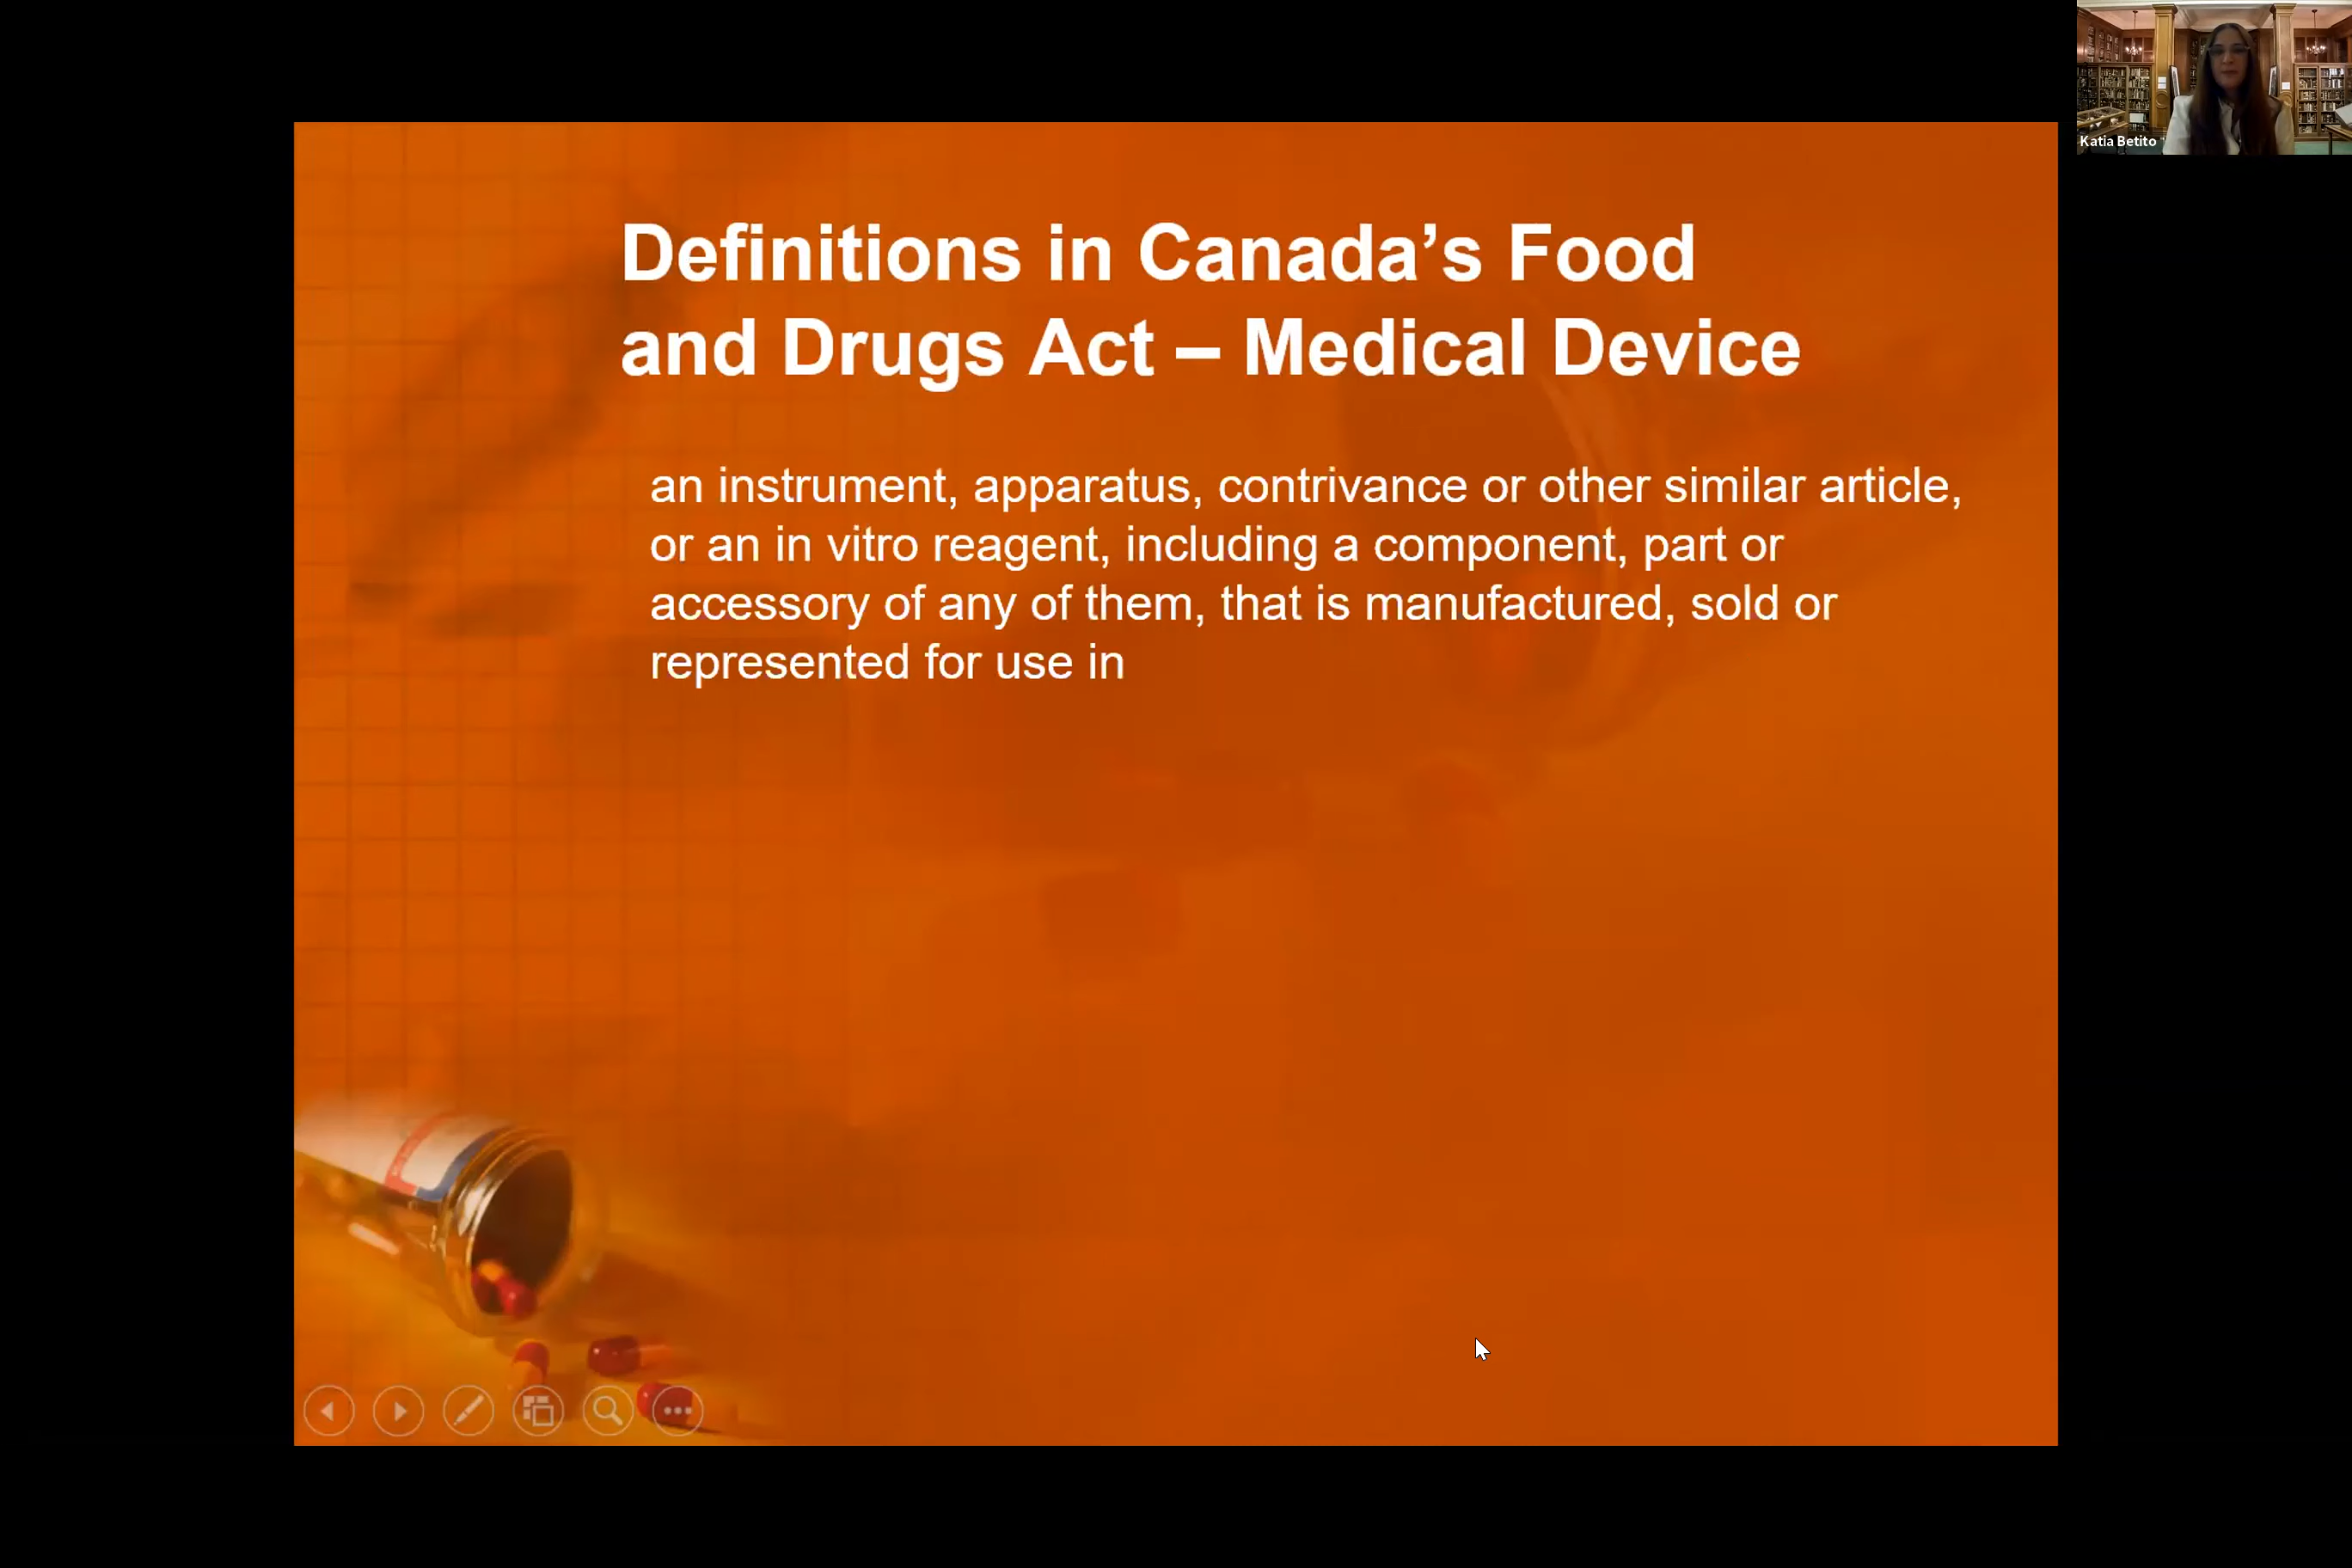 Katia Betito
Definitions in Canada’s Food
and Drugs Act – Medical Device
an instrument, apparatus, contrivance or other similar article,
or an in vitro reagent, including a component, part or
accessory of any of them, that is manufactured, sold or
represented for use in